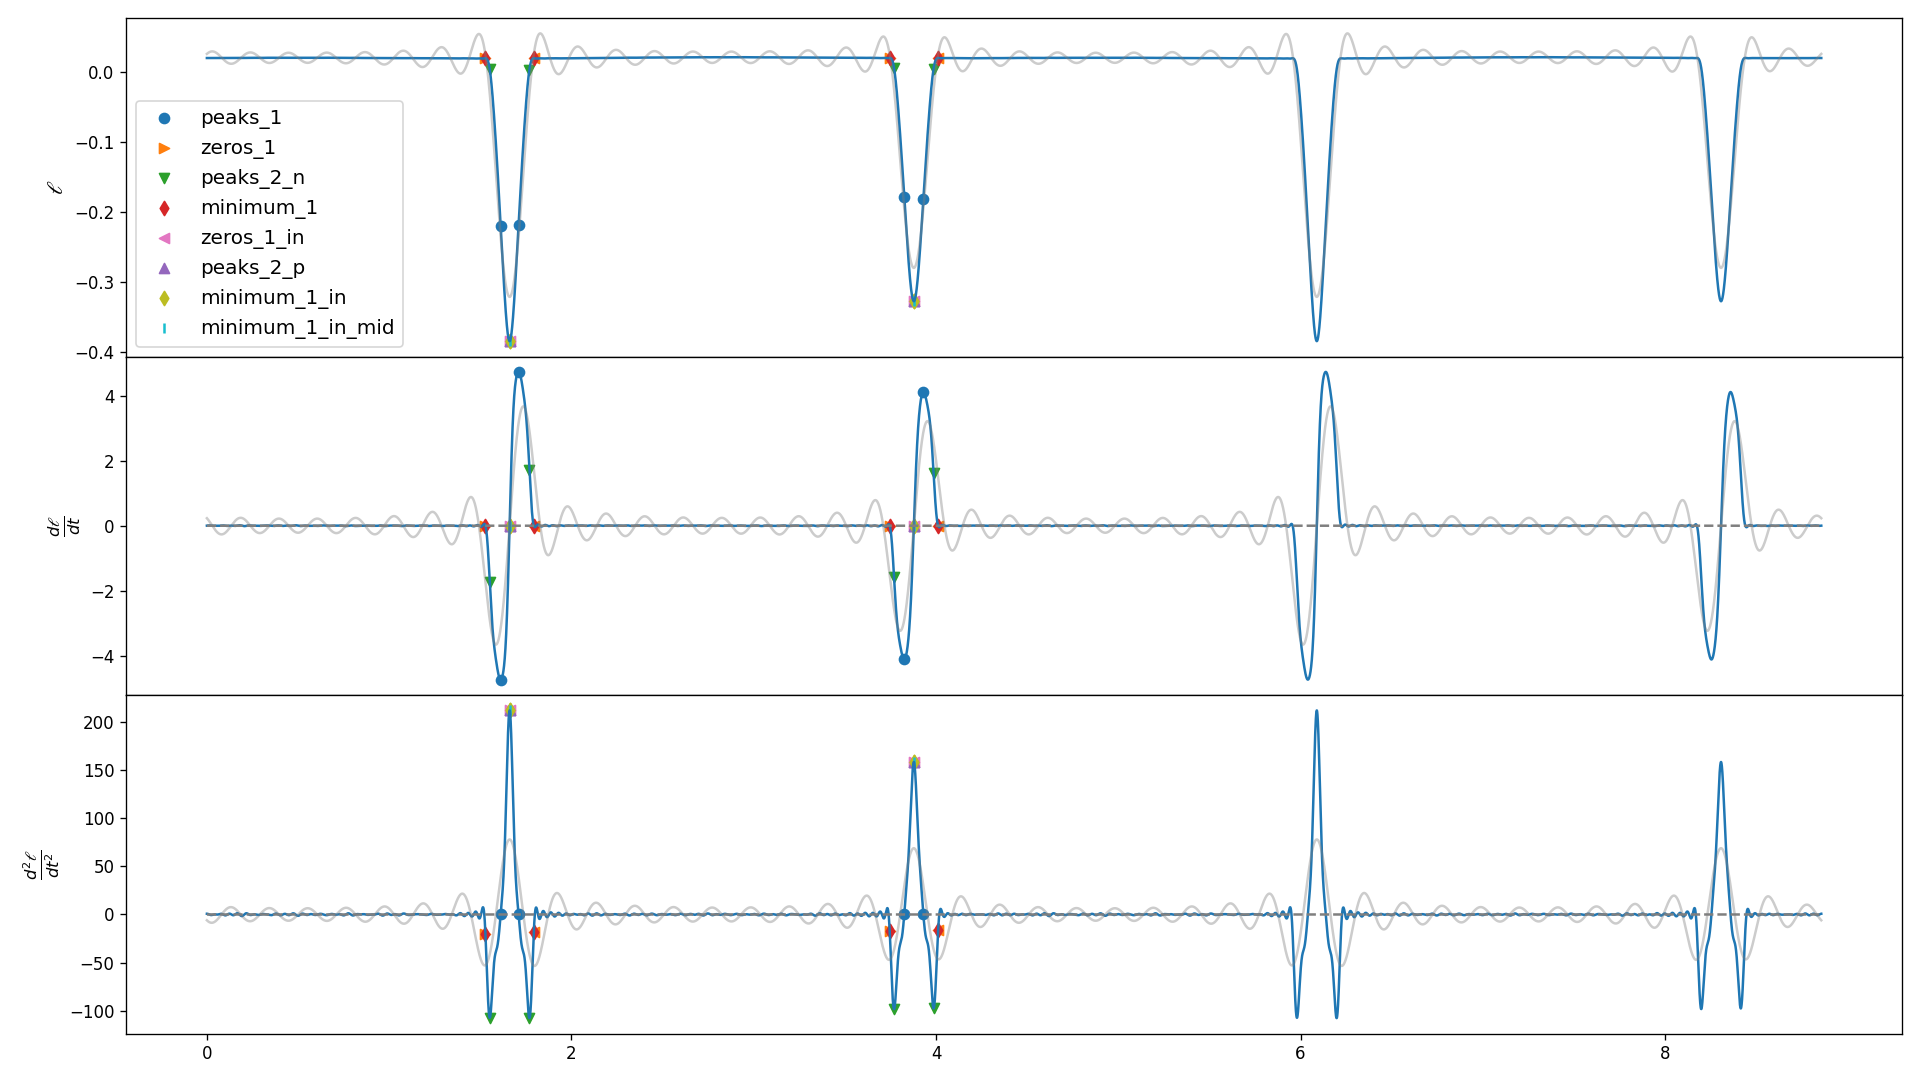 0.0
−0.1
−0.2
−0.3
−0.4
ℓ
peaks_1
zeros_1
peaks_2_n
minimum_1
zeros_1_in
peaks_2_p
minimum_1_in
minimum_1_in_mid
4
2
0
−2
−4
dℓ
dt
200
150
100
50
0
−50
−100
d²ℓ
dt²
0 2 4 6 8